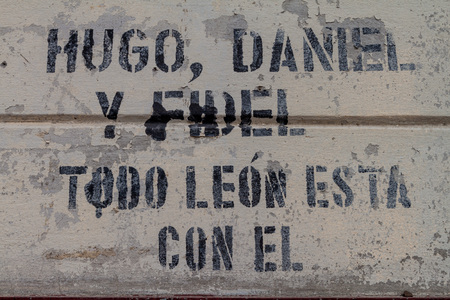 HUGO, DANIEL
Y FIDEL
TODO LEÓN ESTA
CON EL